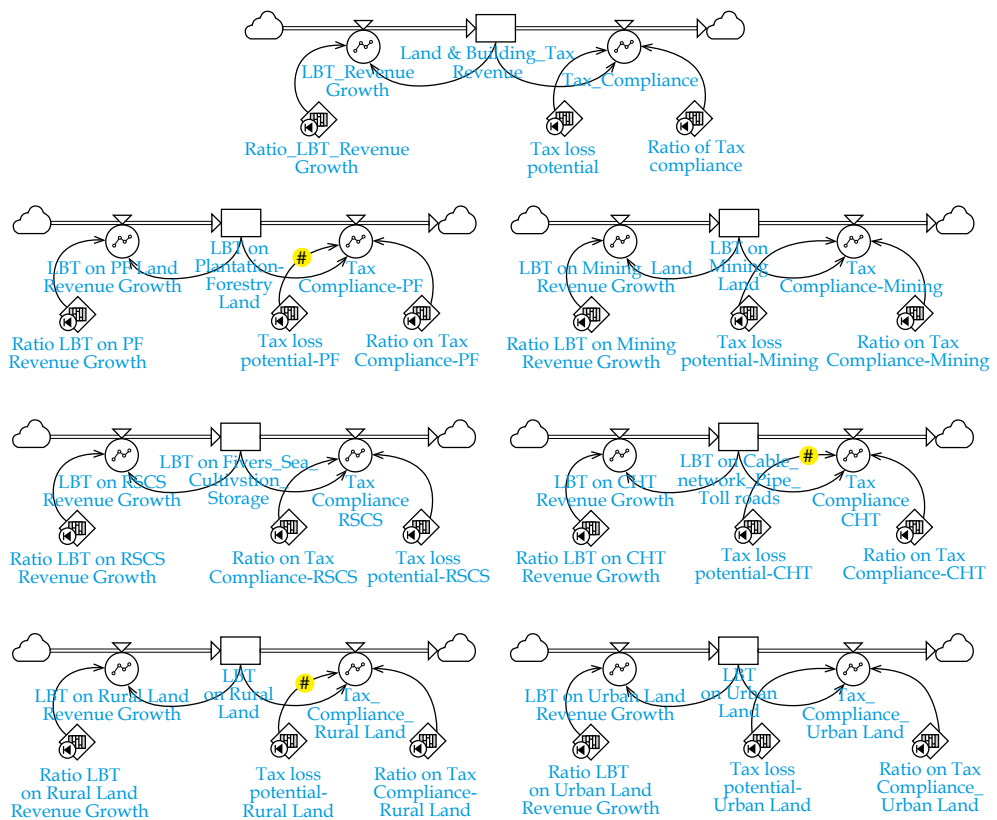 Land & Building_Tax
Revenue
LBT_Revenue
Growth
Tax_Compliance
Ratio_LBT_Revenue
Growth
Tax loss
potential
Ratio of Tax
compliance
LBT on PF Land
Revenue Growth
LBT on
Plantation-
Forestry
Land
#
Tax
Compliance-PF
Ratio LBT on PF
Revenue Growth
Tax loss
potential-PF
Ratio on Tax
Compliance-PF
LBT on Mining_Land
Revenue Growth
LBT on
Mining
Land
Tax
Compliance-Mining
Ratio LBT on Mining
Revenue Growth
Tax loss
potential-Mining
Ratio on Tax
Compliance-Mining
LBT on RSCS
Revenue Growth
LBT on Fivers_Sea_
Cultivstion_
Storage
Tax
Compliance
RSCS
Ratio LBT on RSCS
Revenue Growth
Ratio on Tax
Compliance-RSCS
Tax loss
potential-RSCS
LBT on CHT
Revenue Growth
LBT on Cable_
network_Pipe_
Toll roads
#
Tax
Compliance
CHT
Ratio LBT on CHT
Revenue Growth
Tax loss
potential-CHT
Ratio on Tax
Compliance-CHT
LBT on Rural Land
Revenue Growth
LBT
on Rural
Land
#
Tax_
Compliance_
Rural Land
Ratio LBT
on Rural Land
Revenue Growth
Tax loss
potential-
Rural Land
Ratio on Tax
Compliance-
Rural Land
LBT on Urban Land
Revenue Growth
LBT
on Urban
Land
Tax_
Compliance_
Urban Land
Ratio LBT
on Urban Land
Revenue Growth
Tax loss
potential-
Urban Land
Ratio on Tax
Compliance_
Urban Land